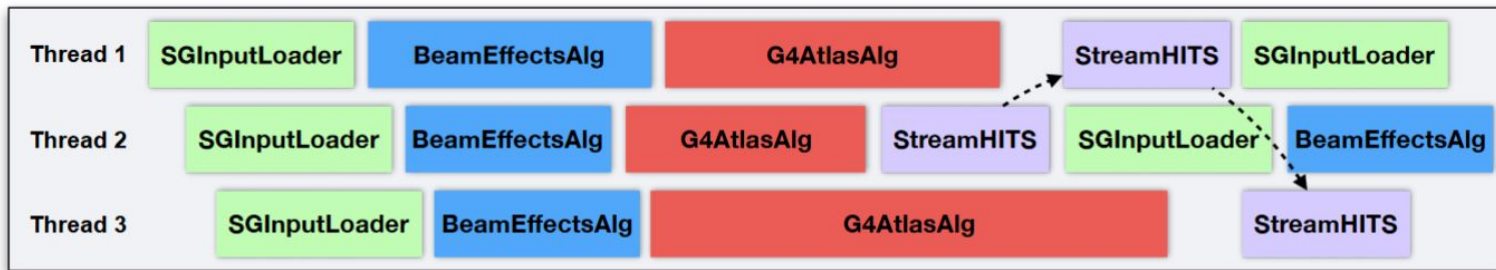 Thread 1 SGInputLoader BeamEffectsAlg G4AtlasAlg StreamHITS SGInputLoader
Thread 2 SGInputLoader BeamEffectsAlg G4AtlasAlg StreamHITS SGInputLoader BeamEffectsAlg
Thread 3 SGInputLoader BeamEffectsAlg G4AtlasAlg StreamHITS